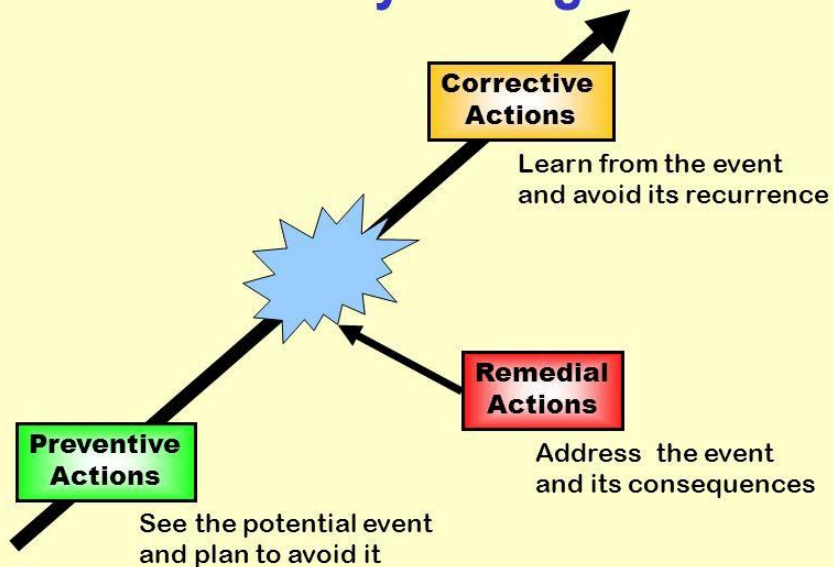 Corrective
Actions
Learn from the event
and avoid its recurrence
Remedial
Actions
Address the event
and its consequences
Preventive
Actions
See the potential event
and plan to avoid it